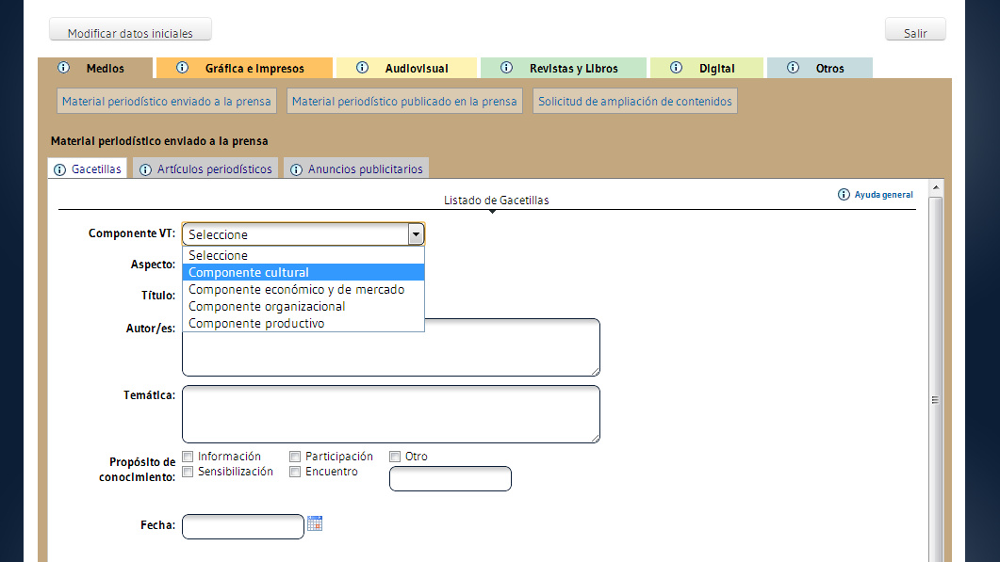 Modificar datos iniciales
Salir
Medios
Gráfica e Impresos
Audiovisual
Revistas y Libros
Digital
Otros
Material periodístico enviado a la prensa
Material periodístico publicado en la prensa
Solicitud de ampliación de contenidos
Material periodístico enviado a la prensa
Gacetillas
Artículos periodísticos
Anuncios publicitarios
Listado de Gacetillas
Ayuda general
Componente VT:
Seleccione
Seleccione
Aspecto:
Componente cultural
Componente económico y de mercado
Título:
Componente organizacional
Componente productivo
Autor/es:
Temática:
Propósito de
conocimiento:
Información
Participación
Otro
Sensibilización
Encuentro
Fecha: